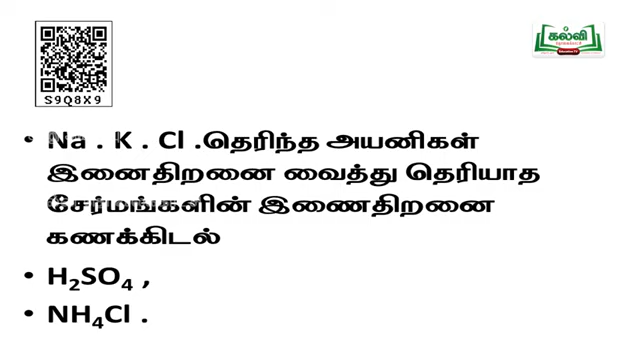 S9Q8X9
கல்வி
• Na . K . Cl .தெரிந்த அயனிகள்
இனைதிறனை வைத்து தெரியாத
சேர்மங்களின் இணைதிறனை
கணக்கிடல்
• H₂SO₄ ,
• NH₄Cl .